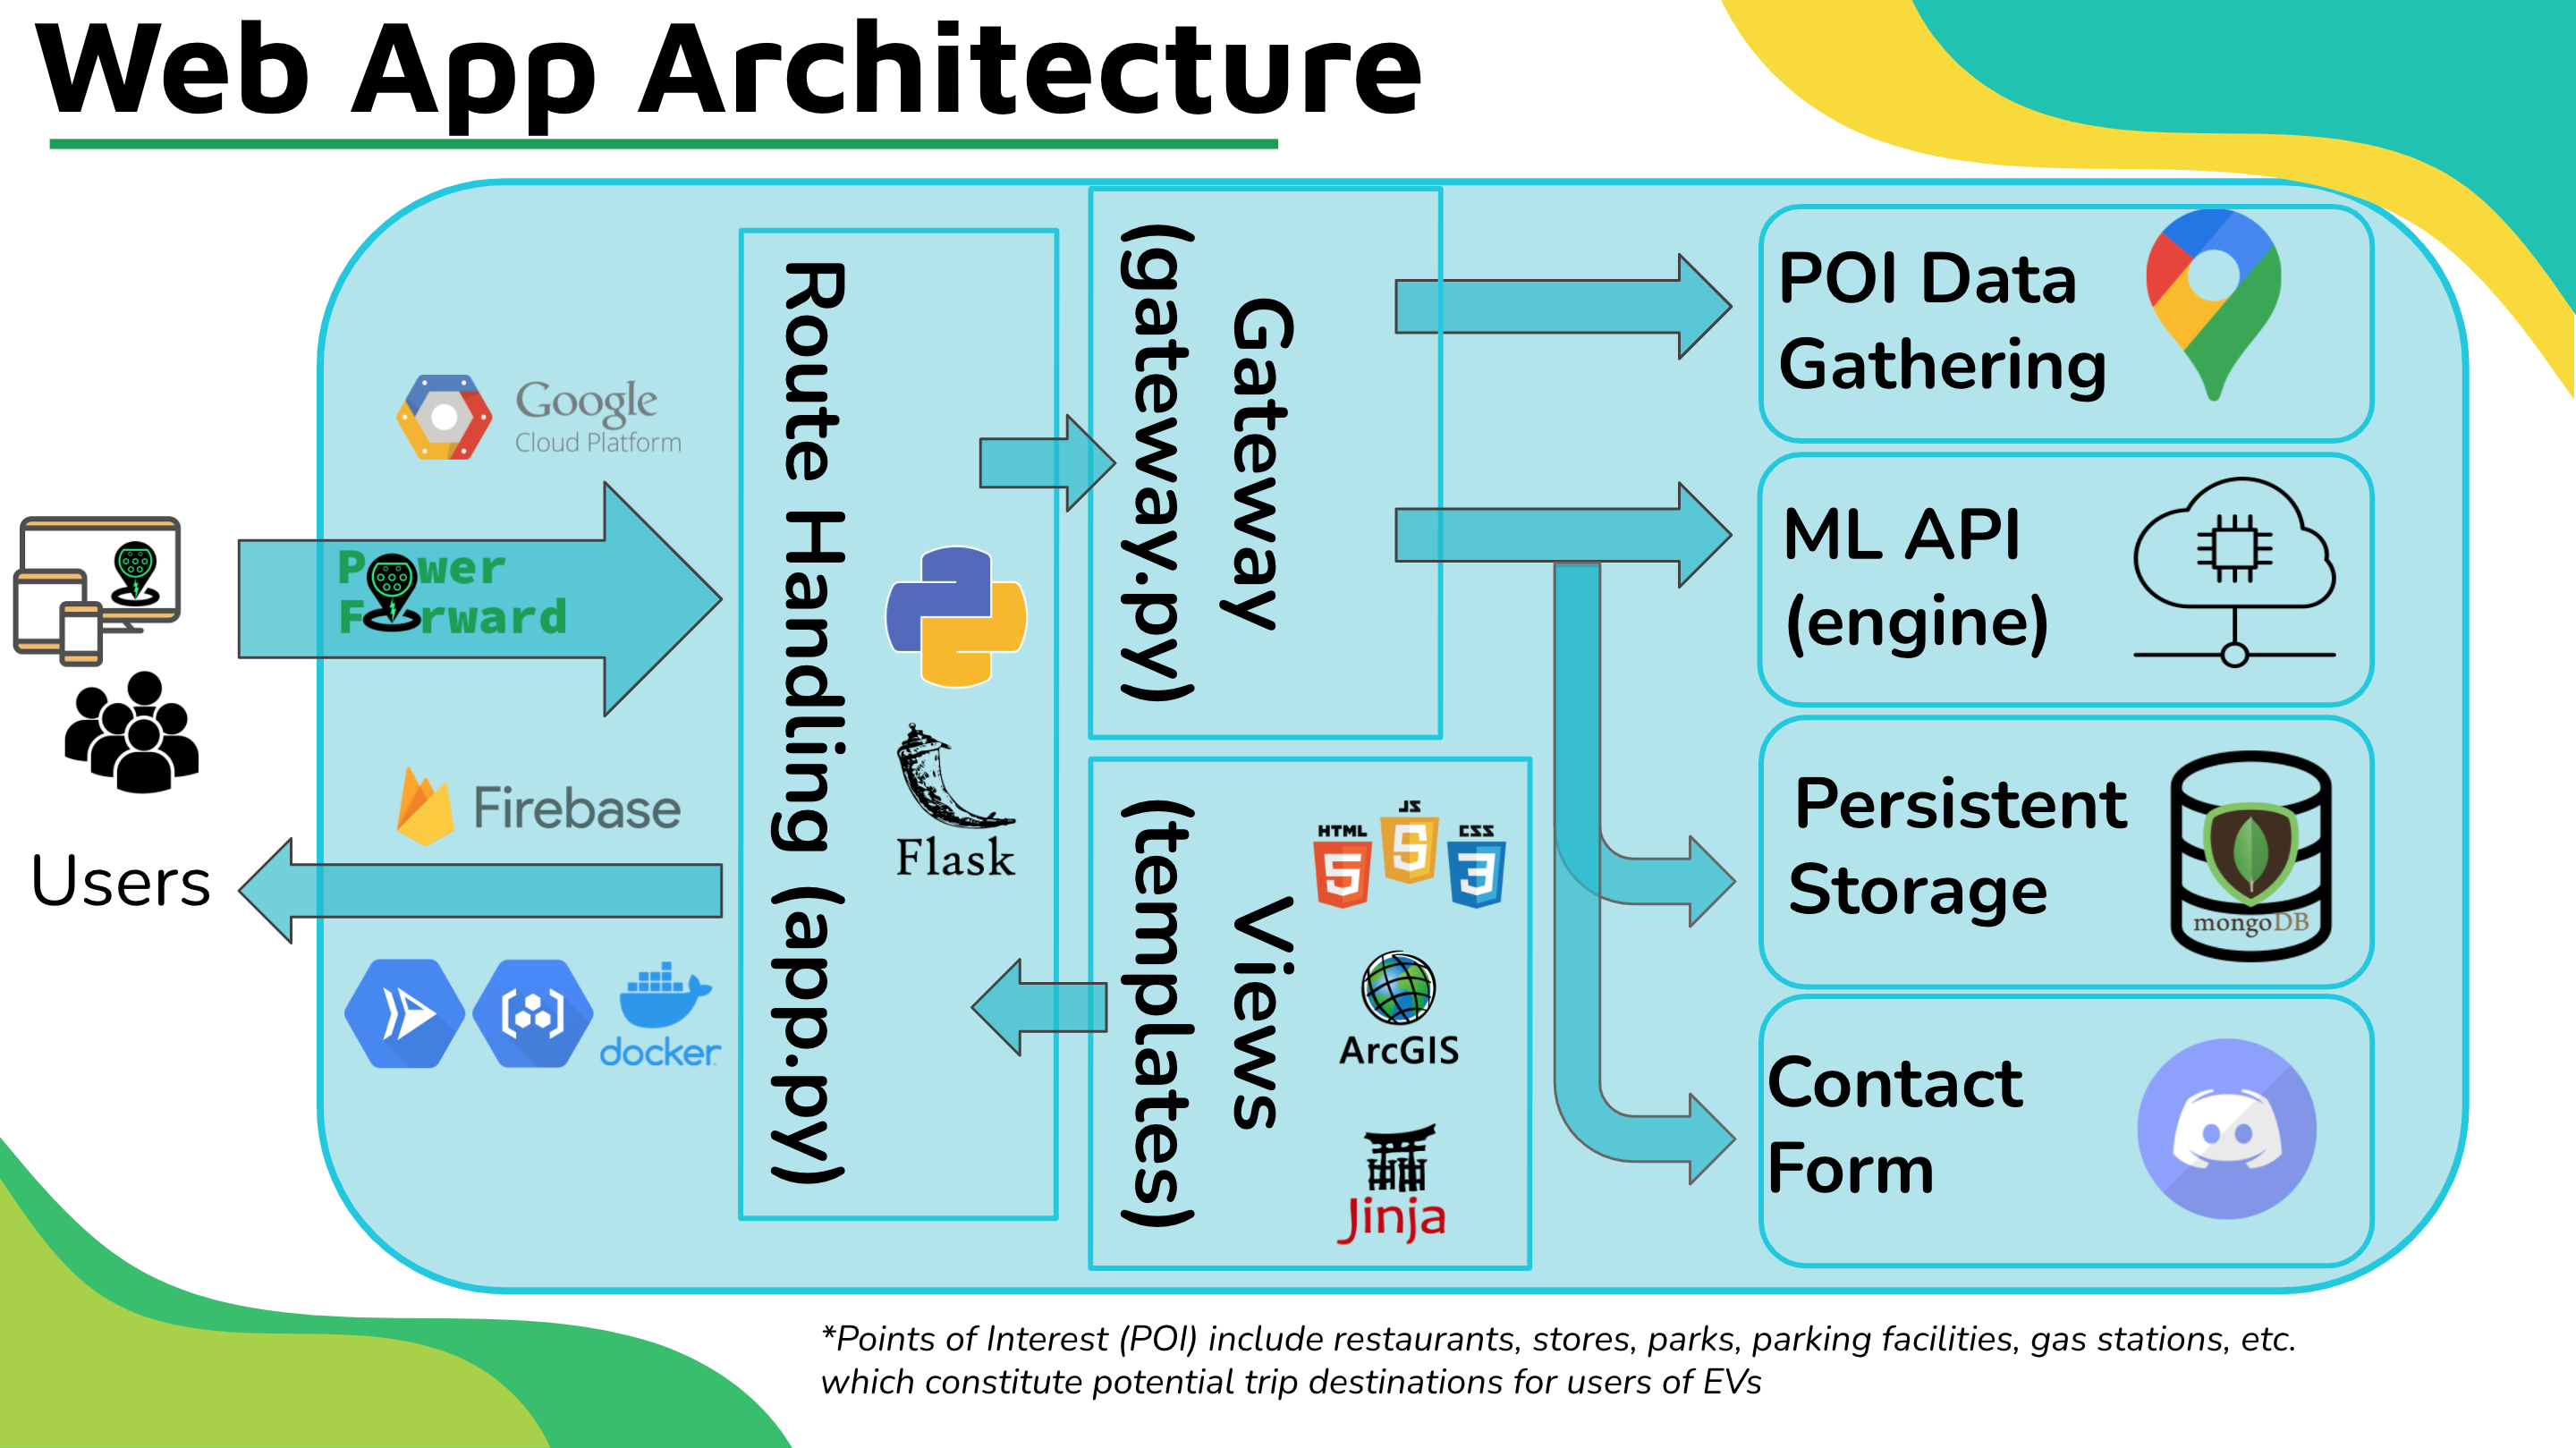 Web App Architecture
Google
Cloud Platform
Power
Forward
Firebase
Users
docker
Route Handling (app.py)
Flask
Gateway
(gateway.py)
Views
(templates)
HTML
JS
CSS
5
5
3
ArcGIS
Jinja
POI Data
Gathering
ML API
(engine)
Persistent
Storage
mongoDB
Contact
Form
*Points of Interest (POI) include restaurants, stores, parks, parking facilities, gas stations, etc.
which constitute potential trip destinations for users of EVs